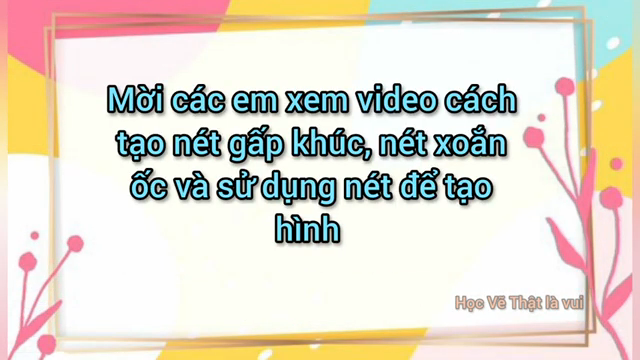 Mời các em xem video cách
tạo nét gấp khúc, nét xoắn
ốc và sử dụng nét để tạo
hình
Học Vẽ Thật là vui